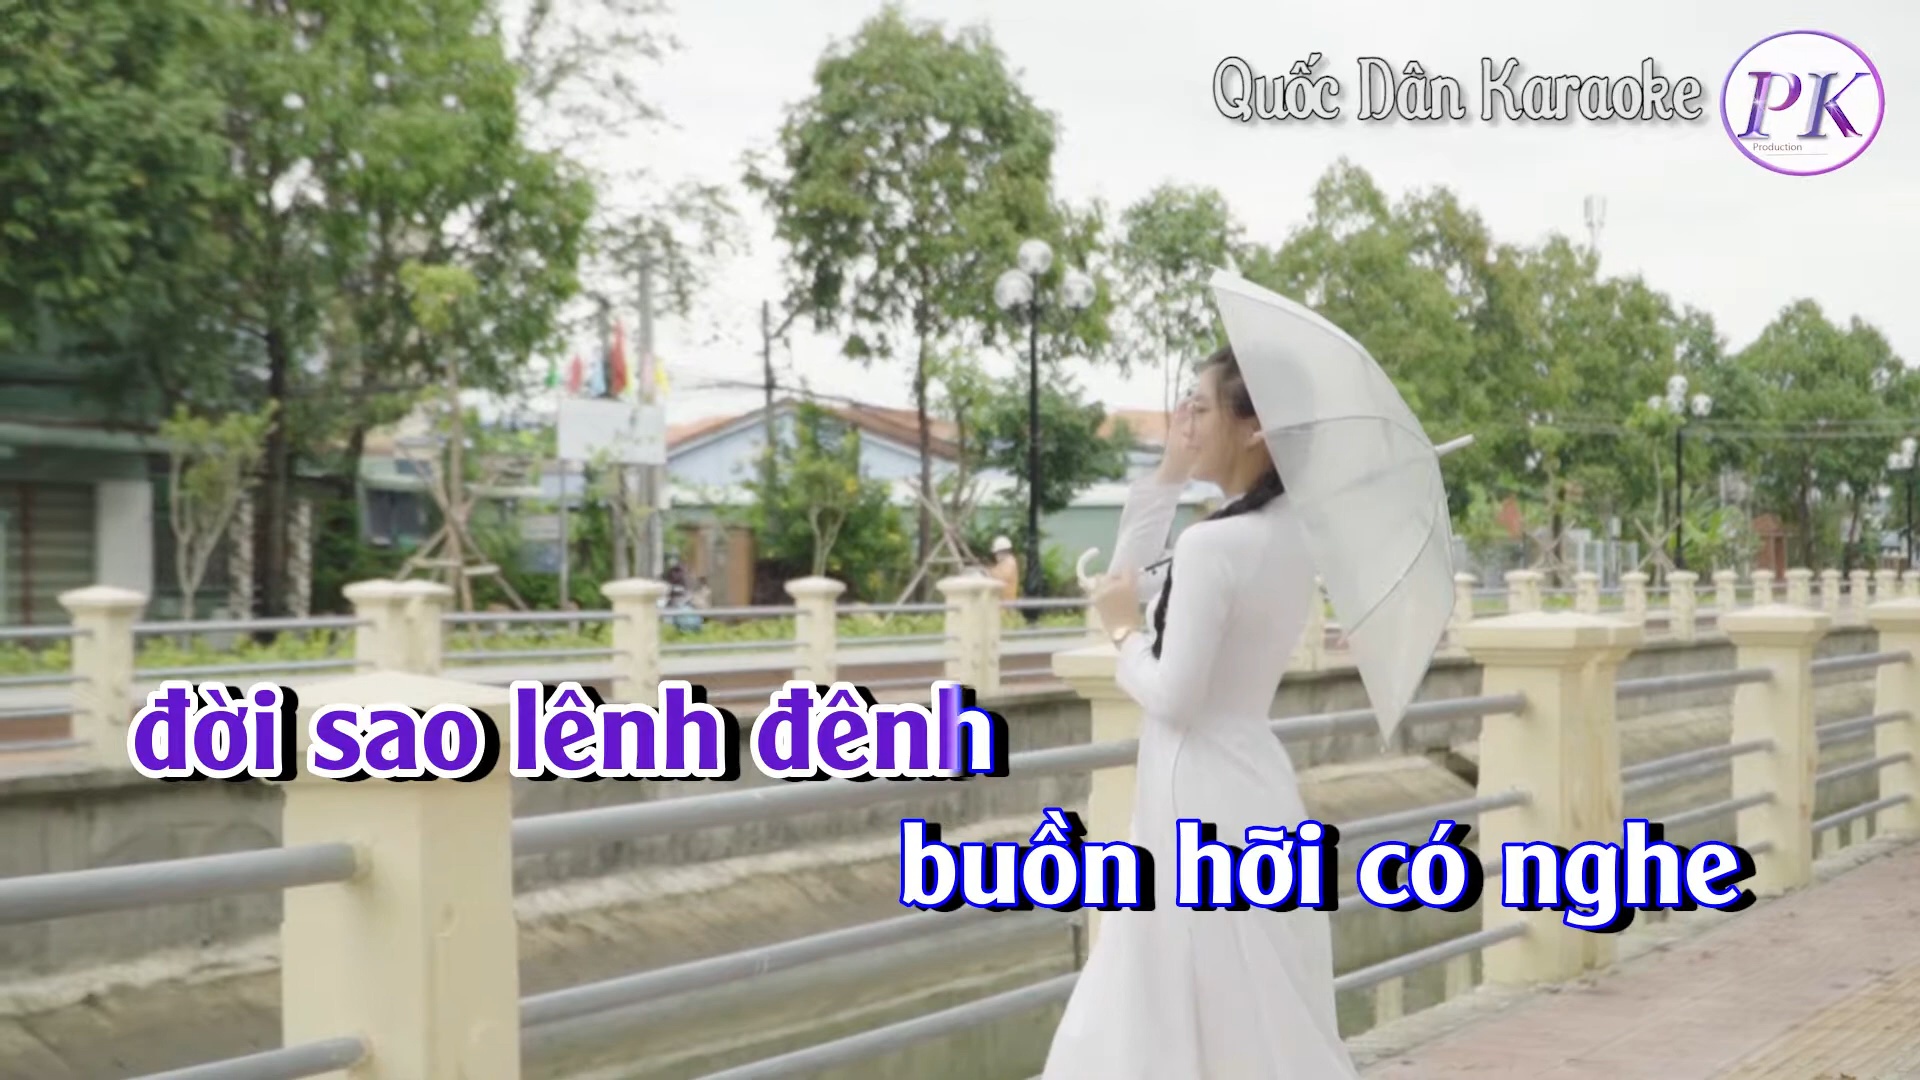 Quốc Dân Karaoke
PK
Production
đời sao lênh đênh
buồn hỡi có nghe